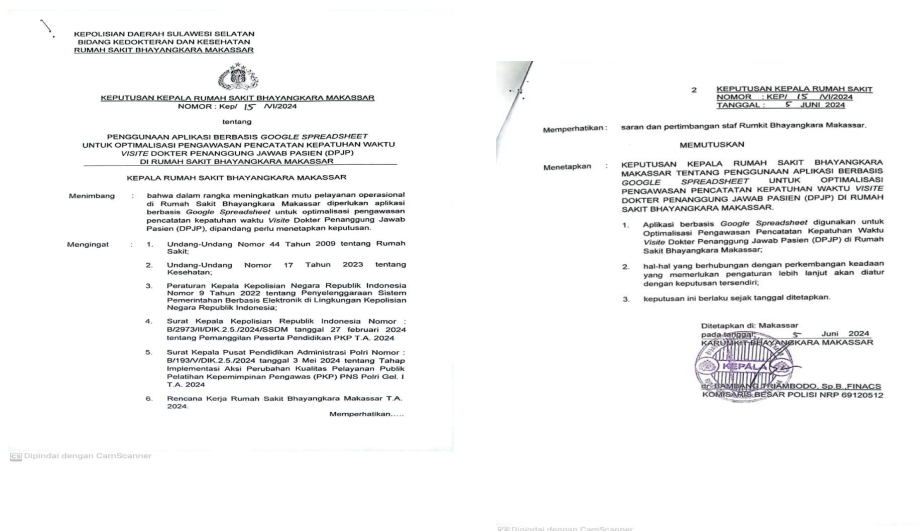 KEPOLISIAN DAERAH SULAWESI SELATAN
BIDANG KEDOKTERAN DAN KESEHATAN
RUMAH SAKIT BHAYANGKARA MAKASSAR
KEPUTUSAN KEPALA RUMAH SAKIT BHAYANGKARA MAKASSAR
NOMOR : Kep/ 15 /VI/2024
tentang
PENGGUNAAN APLIKASI BERBASIS GOOGLE SPREADSHEET
UNTUK OPTIMALISASI PENGAWASAN PENCATATAN KEPATUHAN WAKTU
VISITE DOKTER PENANGGUNG JAWAB PASIEN (DPJP)
DI RUMAH SAKIT BHAYANGKARA MAKASSAR
KEPALA RUMAH SAKIT BHAYANGKARA MAKASSAR
Menimbang : bahwa dalam rangka meningkatkan mutu pelayanan operasional
di Rumah Sakit Bhayangkara Makassar diperlukan aplikasi
berbasis Google Spreadsheet untuk optimalisasi pengawasan
pencatatan kepatuhan waktu Visite Dokter Penanggung Jawab
Pasien (DPJP), dipandang perlu menetapkan keputusan.
Mengingat : 1. Undang-Undang Nomor 44 Tahun 2009 tentang Rumah
Sakit;
2. Undang-Undang Nomor 17 Tahun 2023 tentang
Kesehatan;
3. Peraturan Kepala Kepolisian Negara Republik Indonesia
Nomor 9 Tahun 2022 tentang Penyelenggaraan Sistem
Pemerintahan Berbasis Elektronik di Lingkungan Kepolisian
Negara Republik Indonesia;
4. Surat Kepala Kepolisian Republik Indonesia Nomor :
B/2973/II/DIK.2.5./2024/SSDM tanggal 27 februari 2024
tentang Pemanggilan Peserta Pendidikan PKP T.A. 2024
5. Surat Kepala Pusat Pendidikan Administrasi Polri Nomor :
B/193/V/DIK.2.5./2024 tanggal 3 Mei 2024 tentang Tahap
Implementasi Aksi Perubahan Kualitas Pelayanan Publik
Pelatihan Kepemimpinan Pengawas (PKP) PNS Polri Gel. I
T.A. 2024
6. Rencana Kerja Rumah Sakit Bhayangkara Makassar T.A.
2024.
Memperhatikan.....
CS Dipindai dengan CamScanner
2 KEPUTUSAN KEPALA RUMAH SAKIT
NOMOR : KEP/ 15 /VI/2024
TANGGAL : 5 JUNI 2024
Memperhatikan : saran dan pertimbangan staf Rumkit Bhayangkara Makassar.
MEMUTUSKAN
Menetapkan : KEPUTUSAN KEPALA RUMAH SAKIT BHAYANGKARA
MAKASSAR TENTANG PENGGUNAAN APLIKASI BERBASIS
GOOGLE SPREADSHEET UNTUK OPTIMALISASI
PENGAWASAN PENCATATAN KEPATUHAN WAKTU VISITE
DOKTER PENANGGUNG JAWAB PASIEN (DPJP) DI RUMAH
SAKIT BHAYANGKARA MAKASSAR.
1. Aplikasi berbasis Google Spreadsheet digunakan untuk
Optimalisasi Pengawasan Pencatatan Kepatuhan Waktu
Visite Dokter Penanggung Jawab Pasien (DPJP) di Rumah
Sakit Bhayangkara Makassar;
2. hal-hal yang berhubungan dengan perkembangan keadaan
yang memerlukan pengaturan lebih lanjut akan diatur
dengan keputusan tersendiri;
3. keputusan ini berlaku sejak tanggal ditetapkan.
Ditetapkan di: Makassar
pada tanggal: 5 Juni 2024
KARUMKIT BHAYANGKARA MAKASSAR
KEPALA
dr. BAMBANG TRIAMBODO, Sp.B.,FINACS
KOMISARIS BESAR POLISI NRP 69120512
CS Dipindai dengan CamScanner